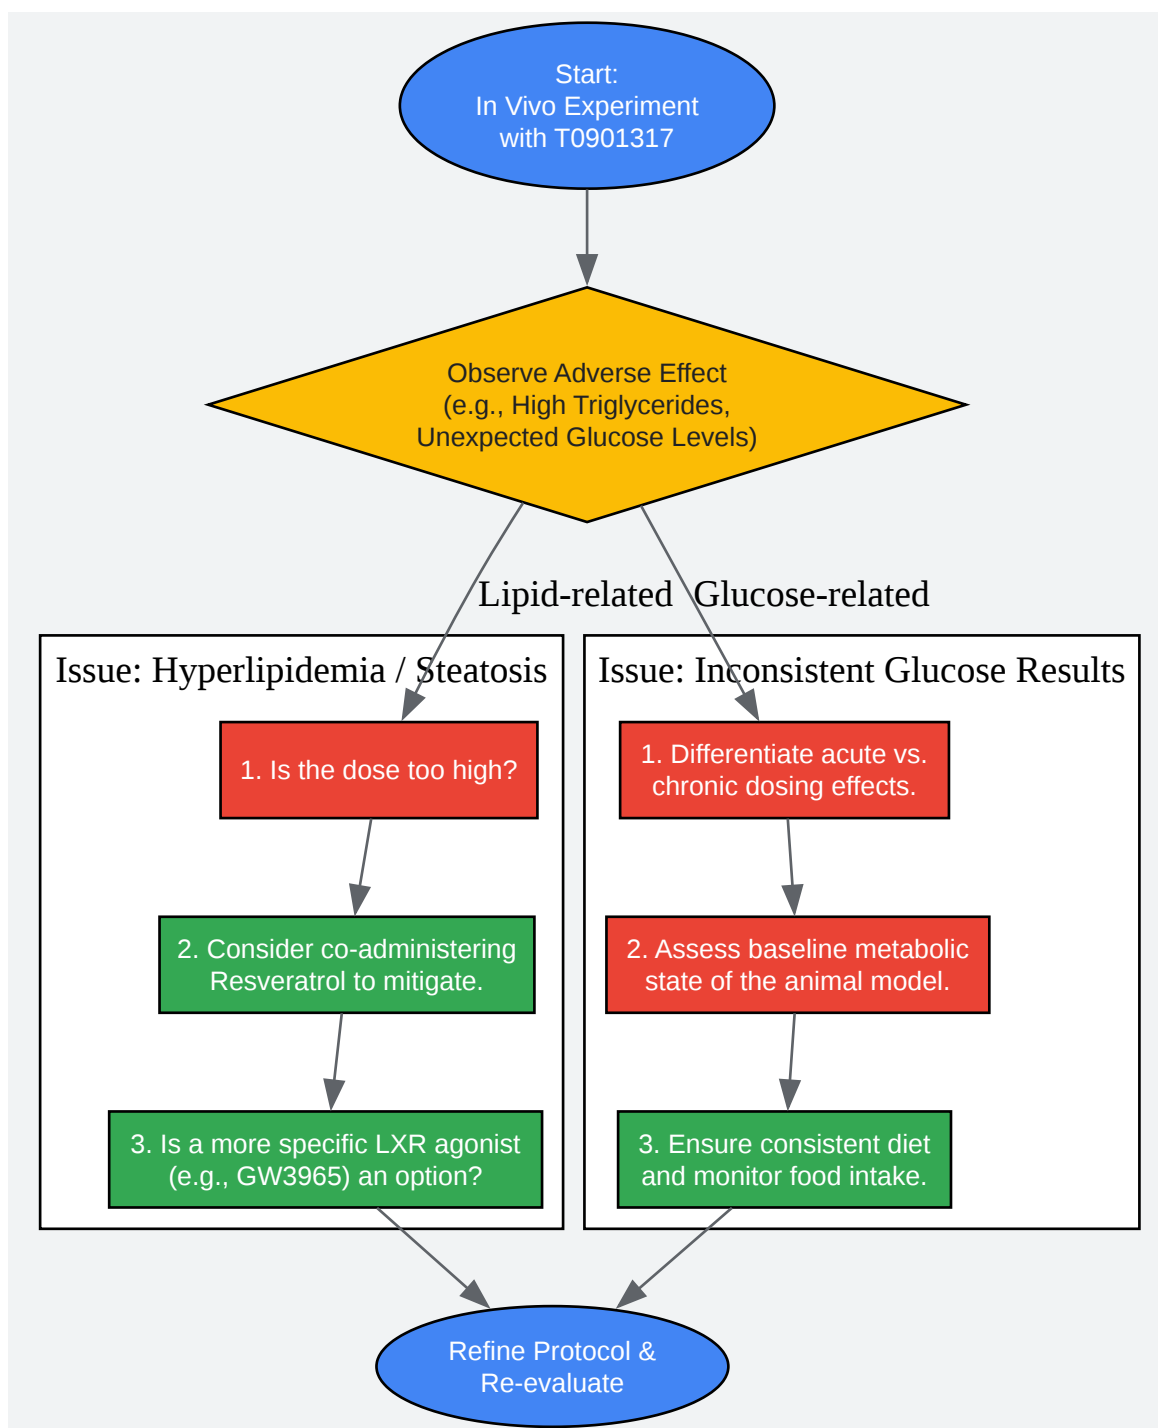 Start:
In Vivo Experiment
with T0901317
Observe Adverse Effect
(e.g., High Triglycerides,
Unexpected Glucose Levels)
Lipid-related
Glucose-related
Issue: Hyperlipidemia / Steatosis
1. Is the dose too high?
2. Consider co-administering
Resveratrol to mitigate.
3. Is a more specific LXR agonist
(e.g., GW3965) an option?
Issue: Inconsistent Glucose Results
1. Differentiate acute vs.
chronic dosing effects.
2. Assess baseline metabolic
state of the animal model.
3. Ensure consistent diet
and monitor food intake.
Refine Protocol &
Re-evaluate